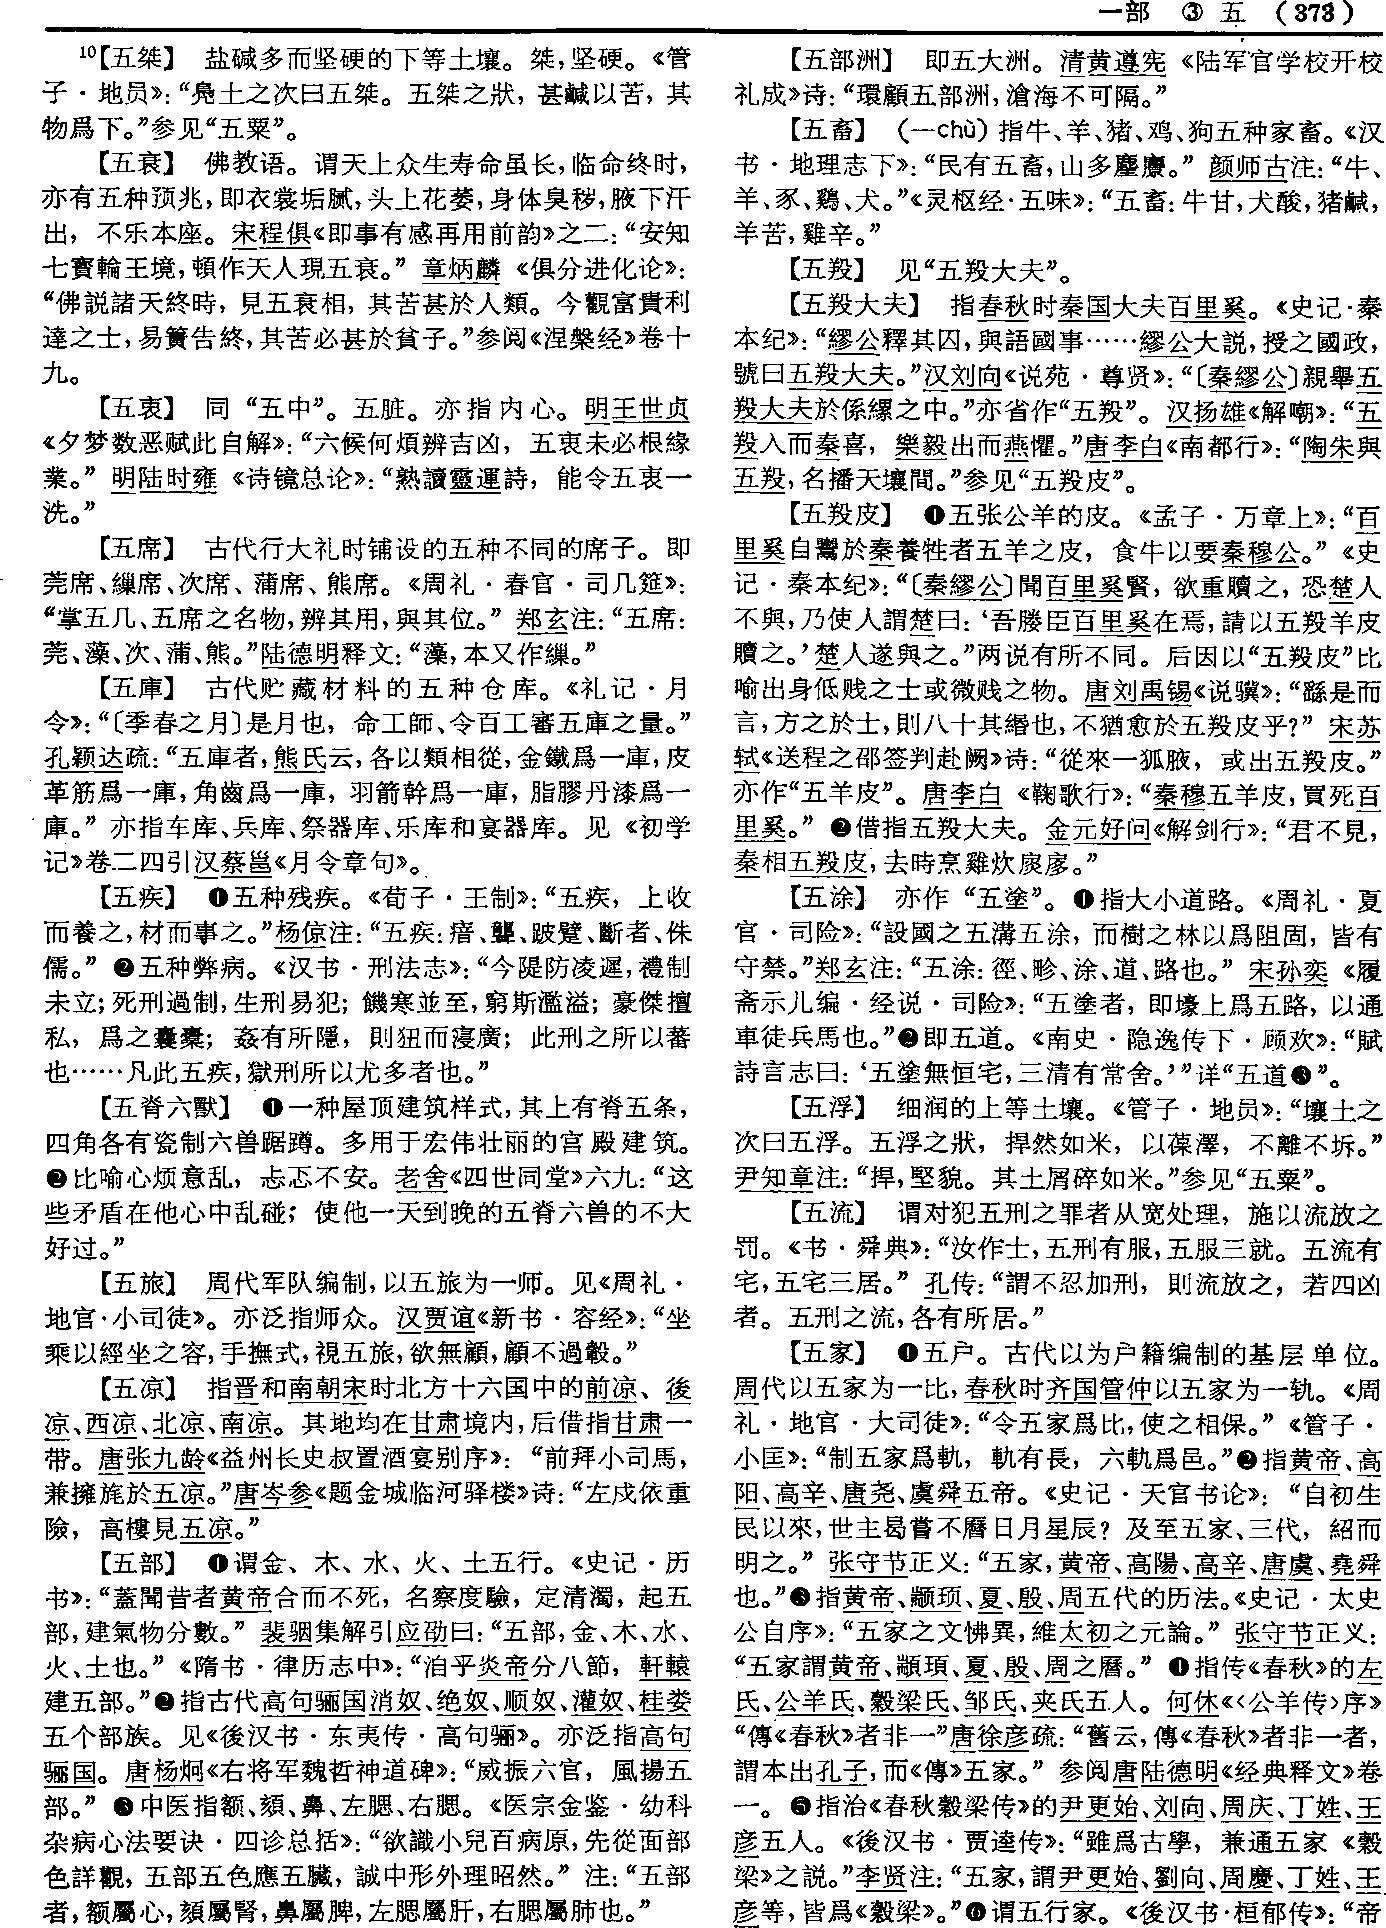 一部 ③ 五 (373)
10【五桀】 盐碱多而坚硬的下等土壤。桀，坚硬。《管
子·地员》：“凫土之次曰五桀。五桀之狀，甚鹹以苦，其
物爲下。”参见“五粟”。
【五衰】 佛教语。谓天上众生寿命虽长，临命终时，
亦有五种预兆，即衣裳垢腻，头上花萎，身体臭秽，腋下汗
出，不乐本座。宋程俱《即事有感再用前韵》之二：“安知
七寶輪王境，頓作天人現五衰。”章炳麟《俱分进化论》：
“佛説諸天終時，見五衰相，其苦甚於人類。今觀富貴利
達之士，易簀告終，其苦必甚於貧子。”参阅《涅槃经》卷十
九。
【五衷】 同“五中”。五脏。亦指内心。明王世贞
《夕梦数恶赋此自解》：“六候何煩辨吉凶，五衷未必根緣
業。”明陆时雍《诗镜总论》：“熟讀靈運詩，能令五衷一
洗。”
【五席】 古代行大礼时铺设的五种不同的席子。即
莞席、繅席、次席、蒲席、熊席。《周礼·春官·司几筵》：
“掌五几、五席之名物，辨其用，與其位。”郑玄注：“五席：
莞、藻、次、蒲、熊。”陆德明释文：“藻，本又作繅。”
【五庫】 古代贮藏材料的五种仓库。《礼记·月
令》：“〔季春之月〕是月也，命工師、令百工審五庫之量。”
孔颖达疏：“五庫者，熊氏云，各以類相從，金鐵爲一庫，皮
革筋爲一庫，角齒爲一庫，羽箭幹爲一庫，脂膠丹漆爲一
庫。”亦指车库、兵库、祭器库、乐库和宴器库。见《初学
记》卷二四引汉蔡邕《月令章句》。
【五疾】 ❶五种残疾。《荀子·王制》：“五疾，上收
而養之，材而事之。”杨倞注：“五疾：瘖、聾、跛躄、斷者、侏
儒。”❷五种弊病。《汉书·刑法志》：“今隄防凌遲，禮制
未立；死刑過制，生刑易犯；饑寒並至，窮斯濫溢；豪傑擅
私，爲之囊橐；姦有所隱，則狃而寖廣；此刑之所以蕃
也……凡此五疾，獄刑所以尤多者也。”
【五脊六獸】 ❶一种屋顶建筑样式，其上有脊五条，
四角各有瓷制六兽踞蹲。多用于宏伟壮丽的宫殿建筑。
❷比喻心烦意乱，忐忑不安。老舍《四世同堂》六九：“这
些矛盾在他心中乱碰；使他一天到晚的五脊六兽的不大
好过。”
【五旅】 周代军队编制，以五旅为一师。见《周礼·
地官·小司徒》。亦泛指师众。汉贾谊《新书·容经》：“坐
乘以經坐之容，手撫式，視五旅，欲無顧，顧不過轂。”
【五凉】 指晋和南朝宋时北方十六国中的前凉、後
凉、西凉、北凉、南凉。其地均在甘肃境内，后借指甘肃一
带。唐张九龄《益州长史叔置酒宴别序》：“前拜小司馬，
兼擁旄於五凉。”唐岑参《题金城临河驿楼》诗：“左戍依重
險，高樓見五凉。”
【五部】 ❶谓金、木、水、火、土五行。《史记·历
书》：“蓋聞昔者黄帝合而不死，名察度驗，定清濁，起五
部，建氣物分數。”裴骃集解引应劭曰：“五部，金、木、水、
火、土也。”《隋书·律历志中》：“洎乎炎帝分八節，軒轅
建五部。”❷指古代高句骊国消奴、绝奴、顺奴、灌奴、桂娄
五个部族。见《後汉书·东夷传·高句骊》。亦泛指高句
骊国。唐杨炯《右将军魏哲神道碑》：“威振六官，風揚五
部。”❸中医指额、頦、鼻、左腮、右腮。《医宗金鉴·幼科
杂病心法要诀·四诊总括》：“欲識小兒百病原，先從面部
色詳觀，五部五色應五臟，誠中形外理昭然。”注：“五部
者，额屬心，頦屬腎，鼻屬脾，左腮屬肝，右腮屬肺也。”
【五部洲】 即五大洲。清黄遵宪《陆军官学校开校
礼成》诗：“環顧五部洲，滄海不可隔。”
【五畜】 （一chù）指牛、羊、猪、鸡、狗五种家畜。《汉
书·地理志下》：“民有五畜，山多麈麖。”颜师古注：“牛、
羊、豕、鷄、犬。”《灵枢经·五味》：“五畜：牛甘，犬酸，猪鹹，
羊苦，雞辛。”
【五羖】 见“五羖大夫”。
【五羖大夫】 指春秋时秦国大夫百里奚。《史记·秦
本纪》：“繆公釋其囚，與語國事……繆公大説，授之國政，
號曰五羖大夫。”汉刘向《说苑·尊贤》：“〔秦繆公〕親舉五
羖大夫於係縲之中。”亦省作“五羖”。汉扬雄《解嘲》：“五
羖入而秦喜，樂毅出而燕懼。”唐李白《南都行》：“陶朱與
五羖，名播天壤間。”参见“五羖皮”。
【五羖皮】 ❶五张公羊的皮。《孟子·万章上》：“百
里奚自鬻於秦養牲者五羊之皮，食牛以要秦穆公。”《史
记·秦本纪》：“〔秦繆公〕聞百里奚賢，欲重贖之，恐楚人
不與，乃使人謂楚曰：‘吾媵臣百里奚在焉，請以五羖羊皮
贖之。’楚人遂與之。”两说有所不同。后因以“五羖皮”比
喻出身低贱之士或微贱之物。唐刘禹锡《说骥》：“繇是而
言，方之於士，則八十其緡也，不猶愈於五羖皮乎？”宋苏
轼《送程之邵签判赴阙》诗：“從來一狐腋，或出五羖皮。”
亦作“五羊皮”。唐李白《鞠歌行》：“秦穆五羊皮，買死百
里奚。”❷借指五羖大夫。金元好问《解剑行》：“君不見，
秦相五羖皮，去時烹雞炊扊扅。”
【五涂】 亦作“五塗”。❶指大小道路。《周礼·夏
官·司险》：“設國之五溝五涂，而樹之林以爲阻固，皆有
守禁。”郑玄注：“五涂：徑、畛、涂、道、路也。”宋孙奕《履
斋示儿编·经说·司险》：“五塗者，即壕上爲五路，以通
車徒兵馬也。”❷即五道。《南史·隐逸传下·顾欢》：“賦
詩言志曰：‘五塗無恒宅，三清有常舍。’”详“五道❸”。
【五浮】 细润的上等土壤。《管子·地员》：“壤土之
次曰五浮。五浮之狀，捍然如米，以葆澤，不離不坼。”
尹知章注：“捍，堅貌。其土屑碎如米。”参见“五粟”。
【五流】 谓对犯五刑之罪者从宽处理，施以流放之
罚。《书·舜典》：“汝作士，五刑有服，五服三就。五流有
宅，五宅三居。”孔传：“謂不忍加刑，則流放之，若四凶
者。五刑之流，各有所居。”
【五家】 ❶五户。古代以为户籍编制的基层单位。
周代以五家为一比，春秋时齐国管仲以五家为一轨。《周
礼·地官·大司徒》：“令五家爲比，使之相保。”《管子·
小匡》：“制五家爲軌，軌有長，六軌爲邑。”❷指黄帝、高
阳、高辛、唐尧、虞舜五帝。《史记·天官书论》：“自初生
民以來，世主曷嘗不曆日月星辰？及至五家、三代，紹而
明之。”张守节正义：“五家，黄帝、高陽、高辛、唐虞、堯舜
也。”❸指黄帝、颛顼、夏、殷、周五代的历法。《史记·太史
公自序》：“五家之文怫異，維太初之元論。”张守节正义：
“五家謂黄帝、顓頊、夏、殷、周之曆。”❹指传《春秋》的左
氏、公羊氏、穀梁氏、邹氏、夹氏五人。何休《〈公羊传〉序》
“傳《春秋》者非一”唐徐彦疏：“舊云，傳《春秋》者非一者，
謂本出孔子，而《傳》五家。”参阅唐陆德明《经典释文》卷
一。❺指治《春秋穀梁传》的尹更始、刘向、周庆、丁姓、王
彦五人。《後汉书·贾逵传》：“雖爲古學，兼通五家《穀
梁》之説。”李贤注：“五家，謂尹更始、劉向、周慶、丁姓、王
彦等，皆爲《穀梁》。”❻谓五行家。《後汉书·桓郁传》：“帝